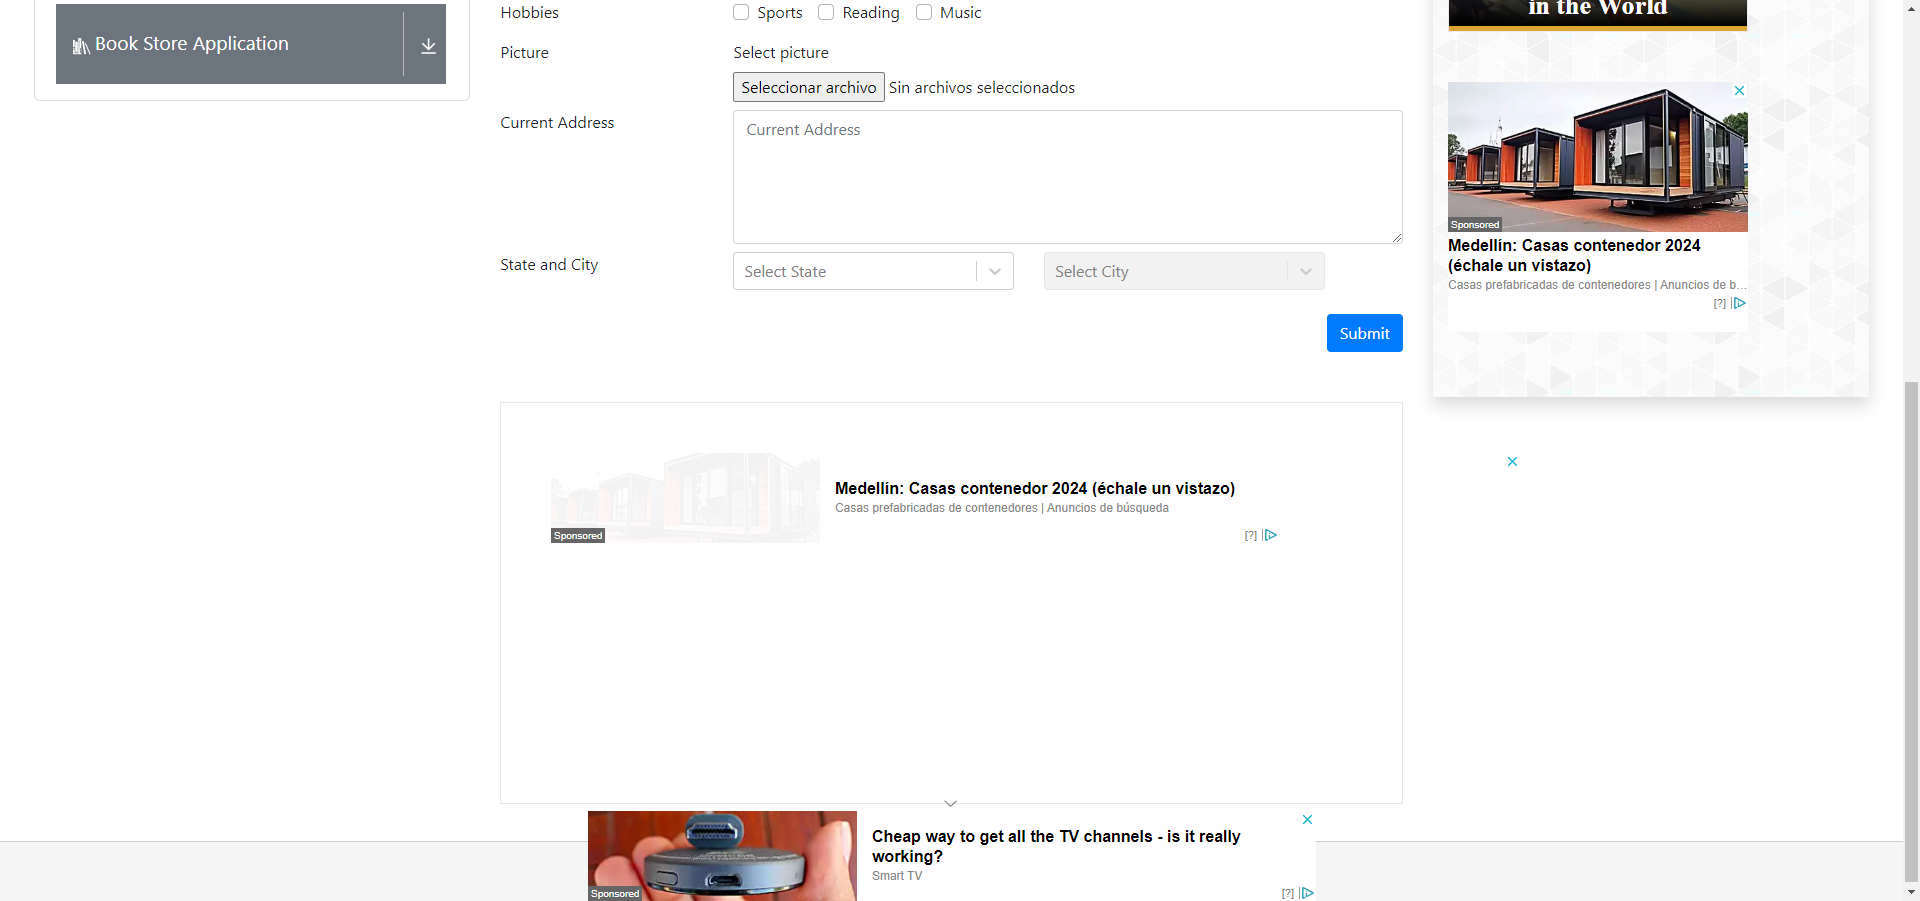 Book Store Application
Hobbies
Sports
Reading
Music
Picture
Select picture
Seleccionar archivo
Sin archivos seleccionados
Current Address
Current Address
State and City
Select State
Select City
Submit
in the World
Sponsored
Medellín: Casas contenedor 2024
(échale un vistazo)
Casas prefabricadas de contenedores | Anuncios de b...
[?]
Sponsored
Medellín: Casas contenedor 2024 (échale un vistazo)
Casas prefabricadas de contenedores | Anuncios de búsqueda
[?]
Sponsored
Cheap way to get all the TV channels - is it really
working?
Smart TV
[?]